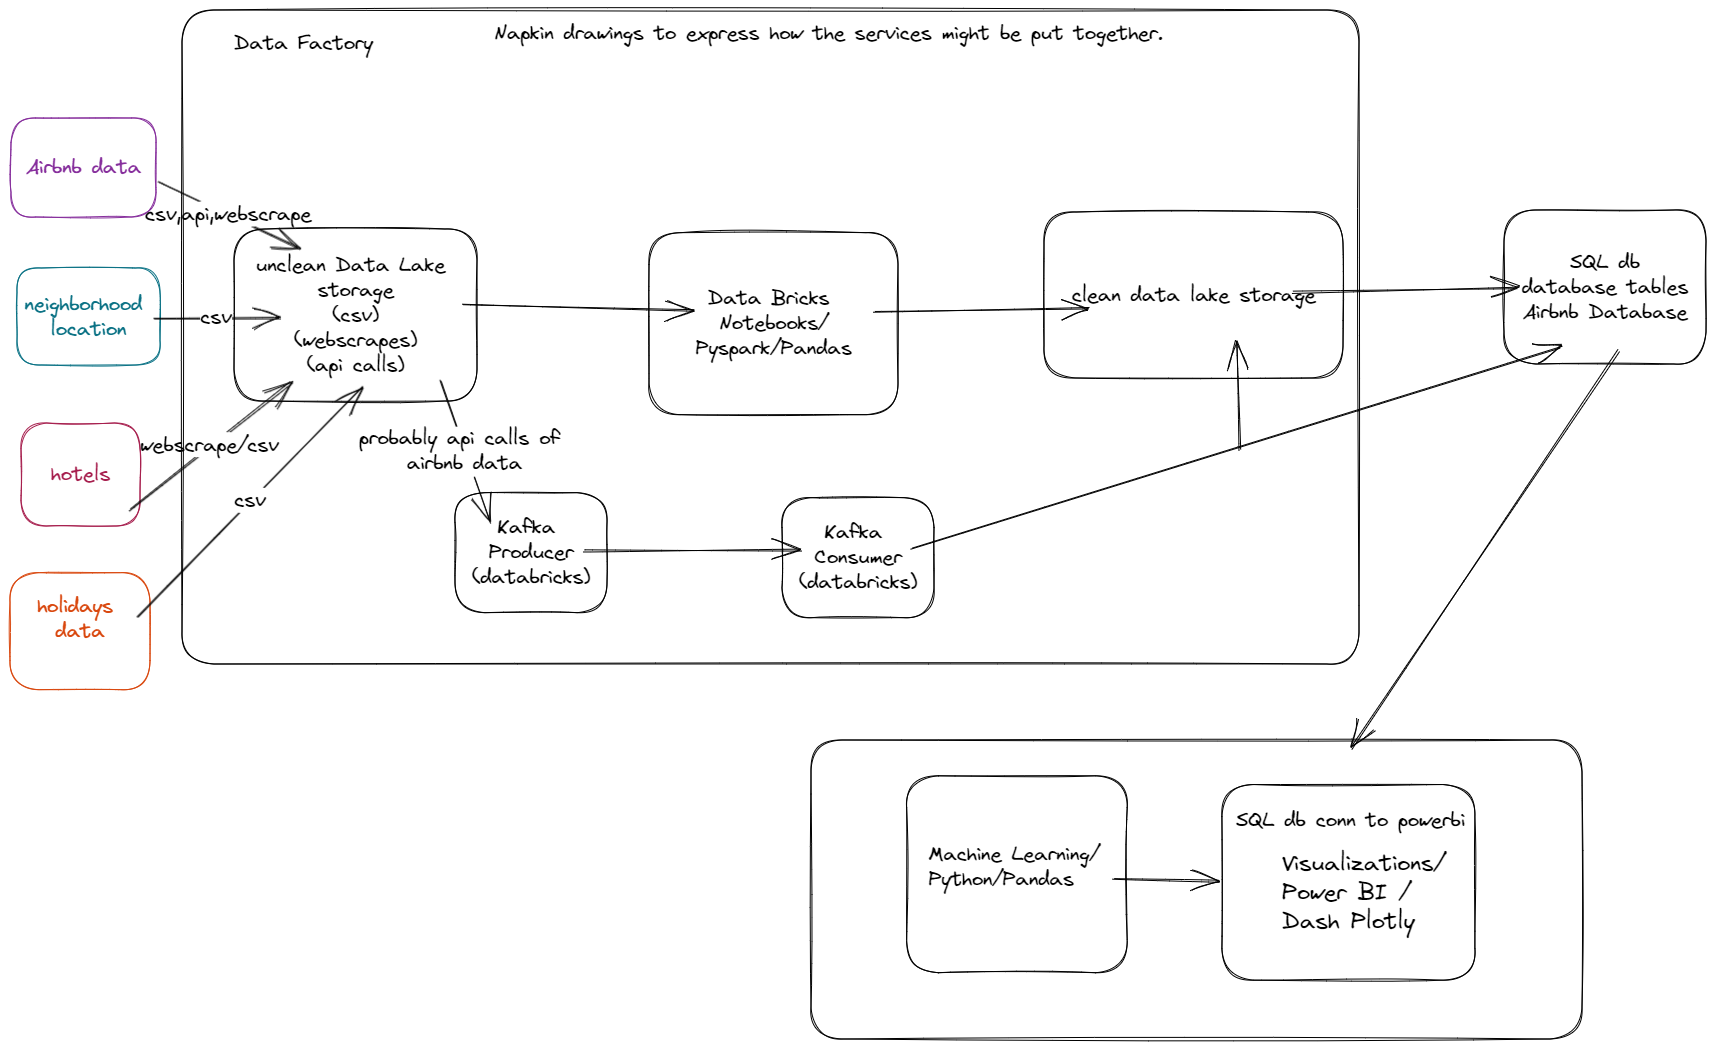 Data Factory
Napkin drawings to express how the services might be put together.
Airbnb data
csv,api,webscrape
neighborhood
location
csv
hotels
webscrape/csv
holidays
data
csv
unclean Data Lake
storage
(csv)
(webscrapes)
(api calls)
probably api calls of
airbnb data
Data Bricks
Notebooks/
Pyspark/Pandas
clean data lake storage
SQL db
database tables
Airbnb Database
Kafka
Producer
(databricks)
Kafka
Consumer
(databricks)
Machine Learning/
Python/Pandas
SQL db conn to powerbi
Visualizations/
Power BI /
Dash Plotly